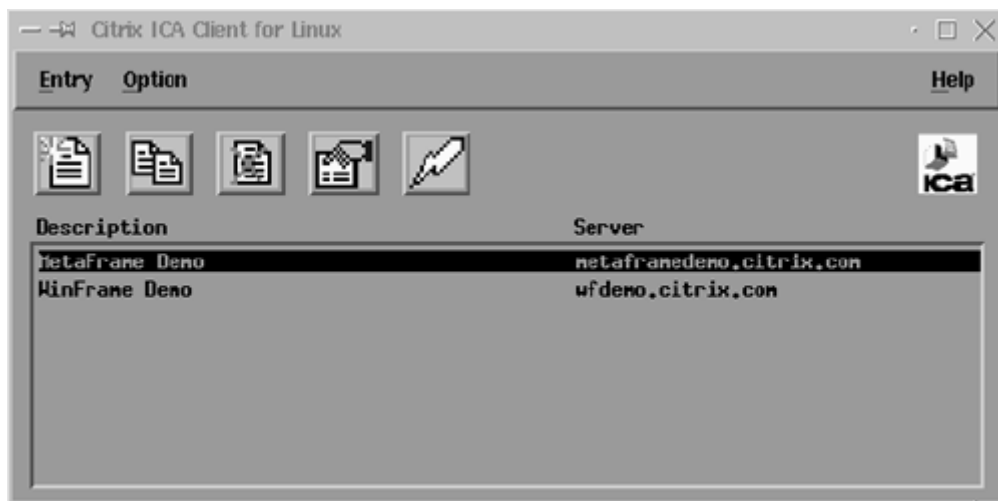 Citrix ICA Client for Linux
Entry Option Help
ica
Description Server
MetaFrame Demo metaframedemo.citrix.com
WinFrame Demo wfdemo.citrix.com